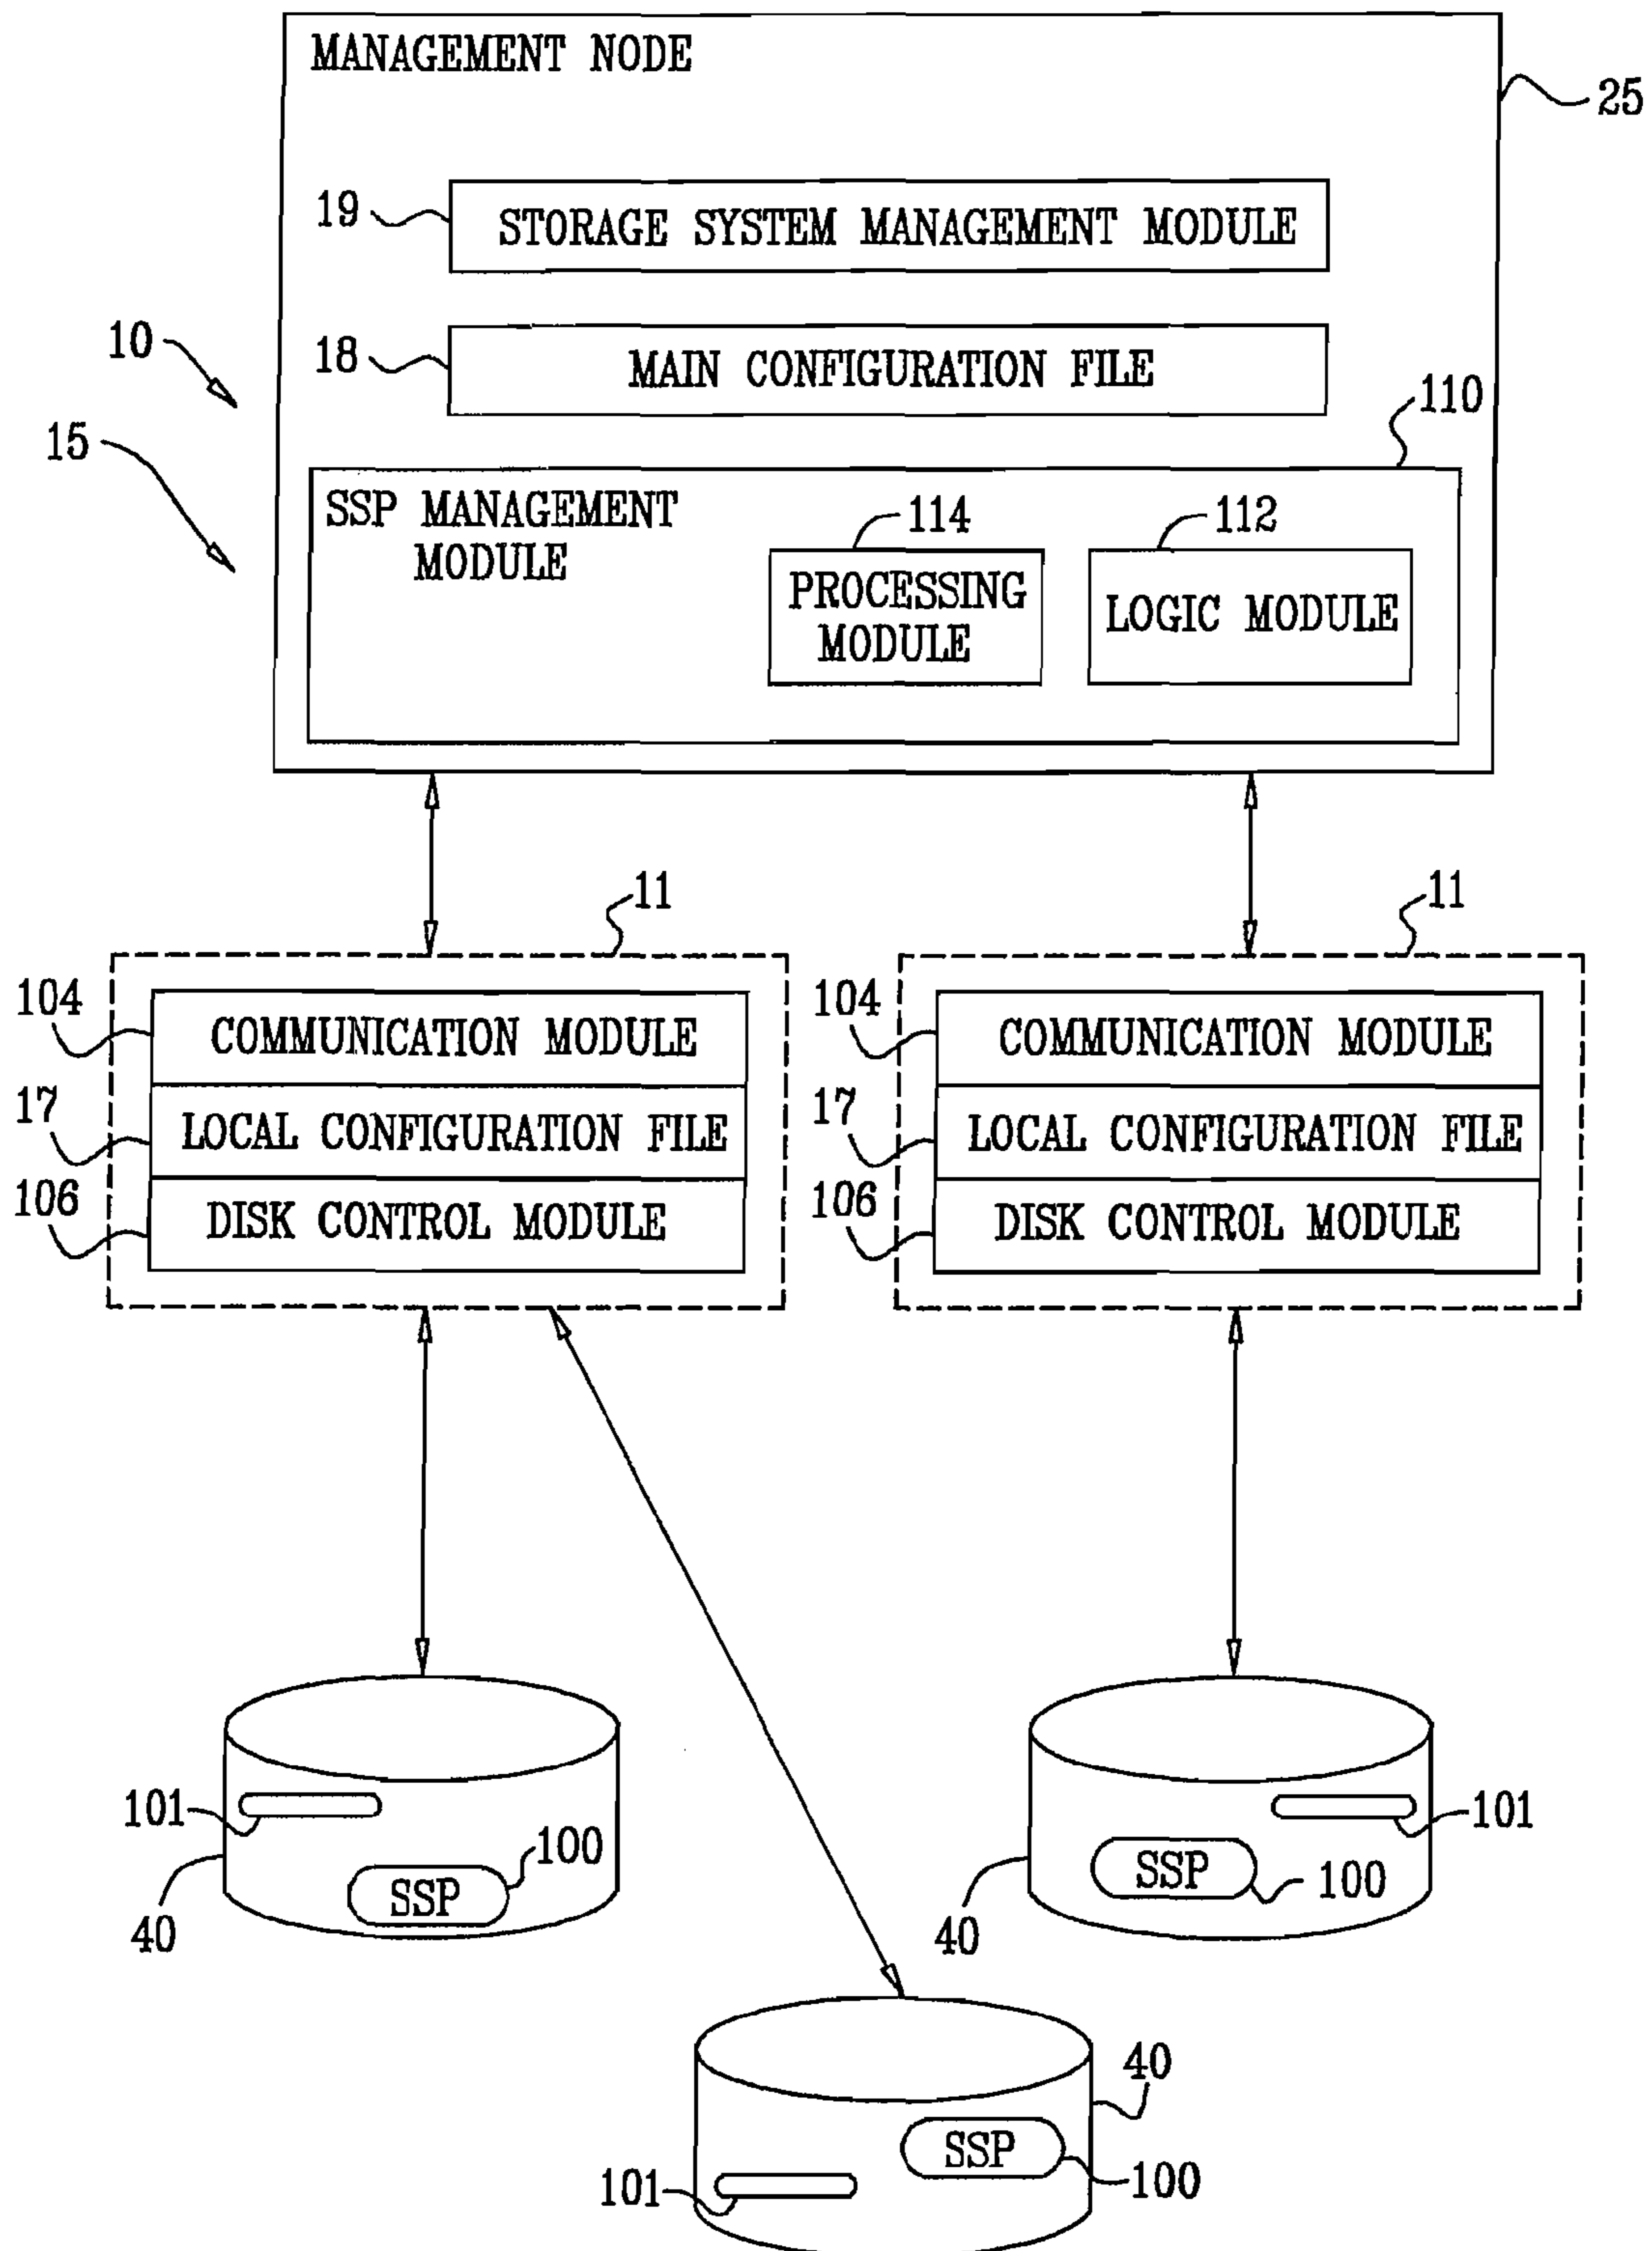 MANAGEMENT NODE
25
19
STORAGE SYSTEM MANAGEMENT MODULE
10
18
MAIN CONFIGURATION FILE
15
110
SSP MANAGEMENT
MODULE
114
112
PROCESSING
MODULE
LOGIC MODULE
11
11
104
COMMUNICATION MODULE
17
LOCAL CONFIGURATION FILE
106
DISK CONTROL MODULE
104
COMMUNICATION MODULE
17
LOCAL CONFIGURATION FILE
106
DISK CONTROL MODULE
101
100
SSP
40
101
SSP
100
40
40
SSP
101
100